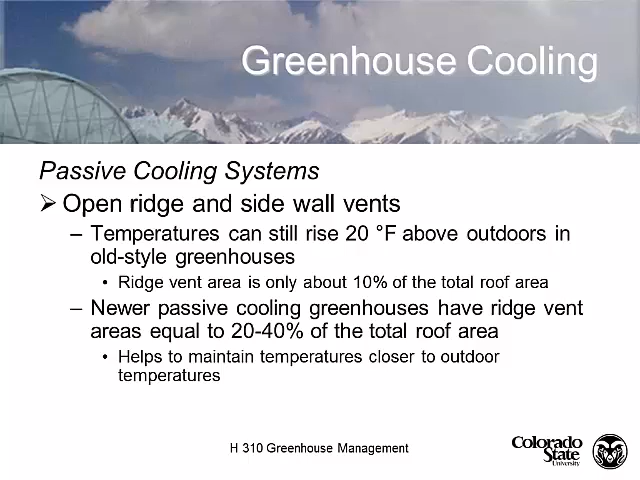 Greenhouse Cooling
Passive Cooling Systems
➢ Open ridge and side wall vents
– Temperatures can still rise 20 °F above outdoors in
old-style greenhouses
• Ridge vent area is only about 10% of the total roof area
– Newer passive cooling greenhouses have ridge vent
areas equal to 20-40% of the total roof area
• Helps to maintain temperatures closer to outdoor
temperatures
H 310 Greenhouse Management
Colorado
State
University